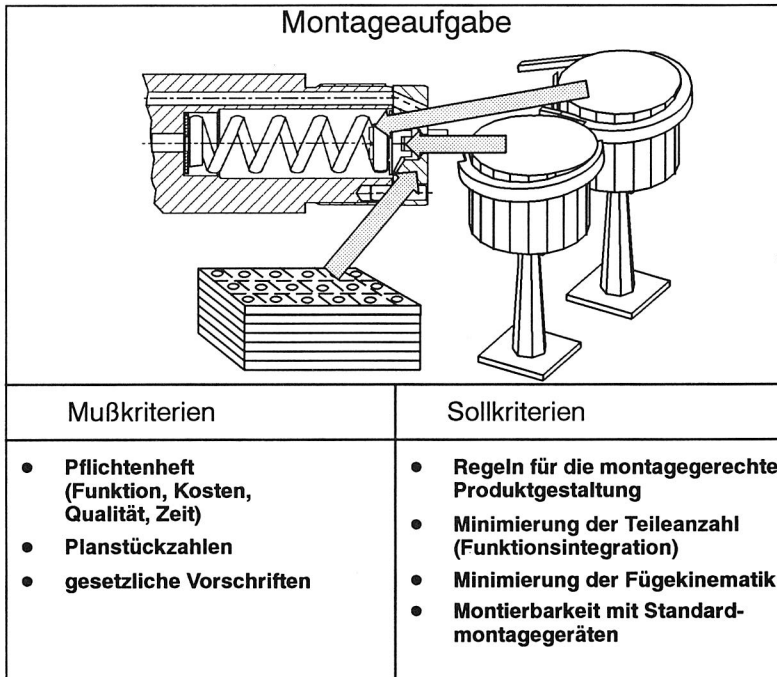 Montageaufgabe
Mußkriterien
● Pflichtenheft
(Funktion, Kosten,
Qualität, Zeit)
● Planstückzahlen
● gesetzliche Vorschriften
Sollkriterien
● Regeln für die montagegerechte
Produktgestaltung
● Minimierung der Teileanzahl
(Funktionsintegration)
● Minimierung der Fügekinematik
● Montierbarkeit mit Standard-
montagegeräten